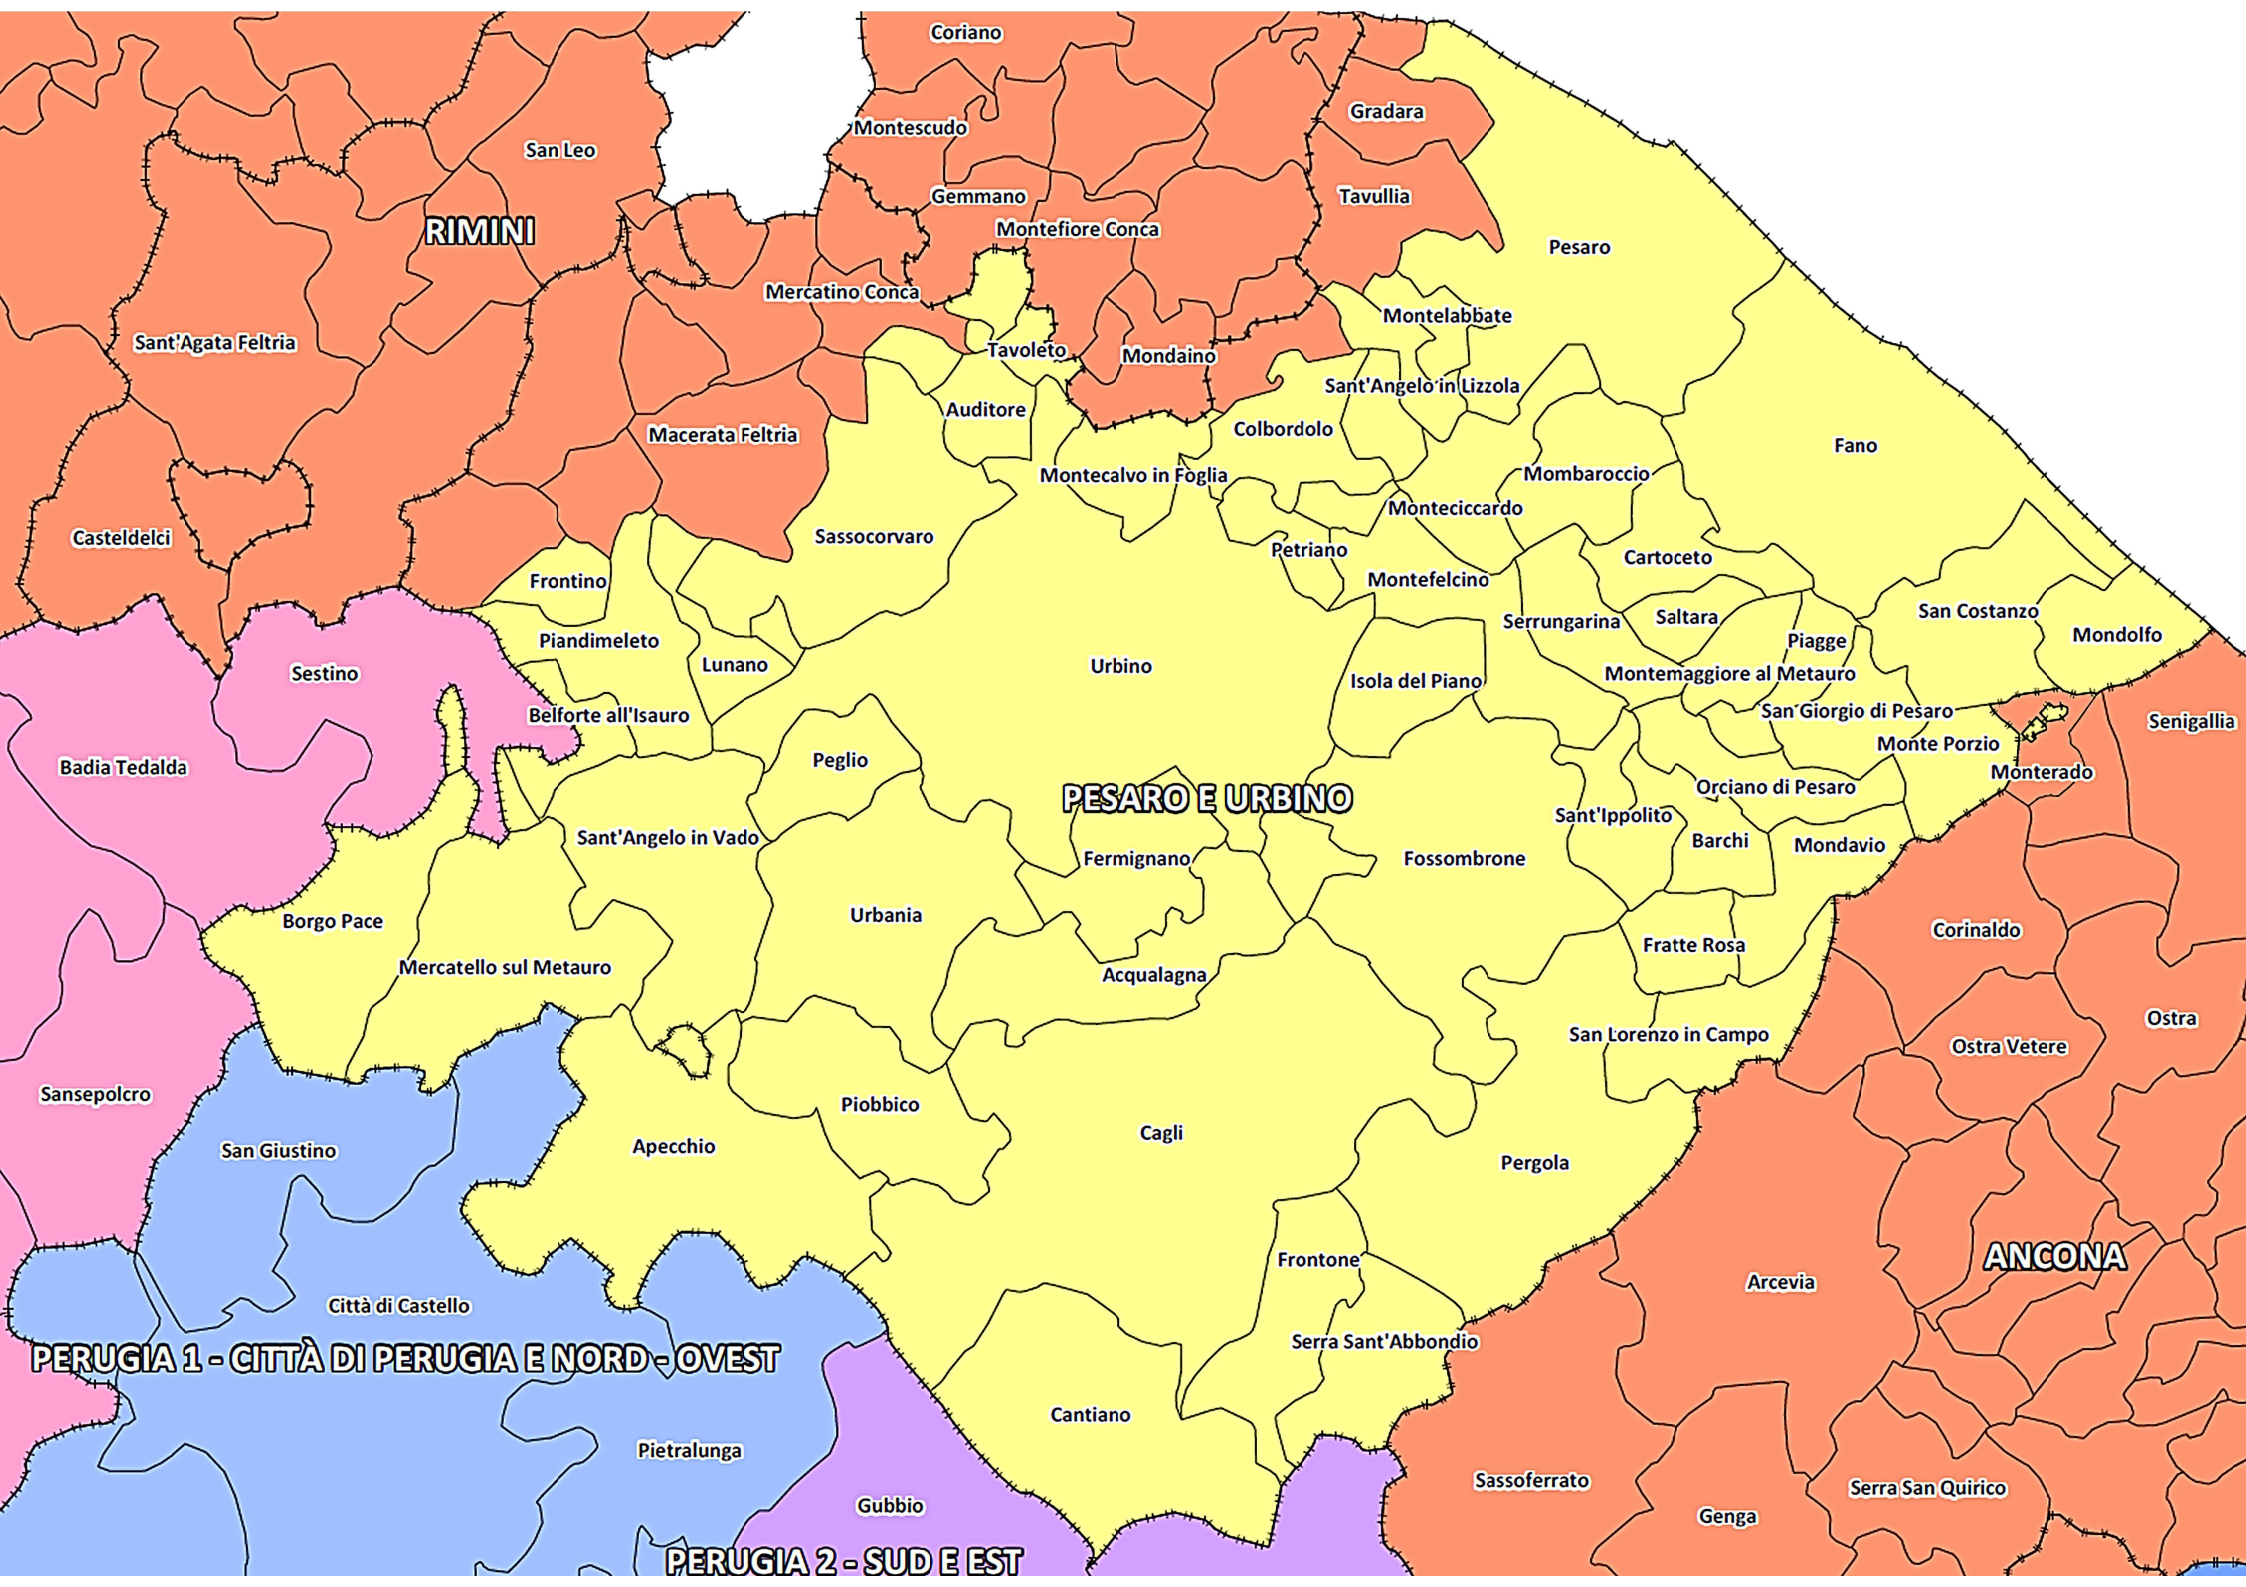 Coriano
Gradara
Montescudo
San Leo
Gemmano
Tavullia
RIMINI
Montefiore Conca
Pesaro
Mercatino Conca
Montelabbate
Sant'Agata Feltria
Tavoleto
Mondaino
Sant'Angelo in Lizzola
Auditore
Colbordolo
Macerata Feltria
Fano
Montecalvo in Foglia
Mombaroccio
Monteciccardo
Casteldelci
Sassocorvaro
Petriano
Cartoceto
Frontino
Montefelcino
San Costanzo
Saltara
Serrungarina
Mondolfo
Piandimeleto
Piagge
Lunano
Urbino
Sestino
Montemaggiore al Metauro
Isola del Piano
San Giorgio di Pesaro
Belforte all'Isauro
Senigallia
Monte Porzio
Peglio
Badia Tedalda
Monterado
Orciano di Pesaro
PESARO E URBINO
Sant'Ippolito
Sant'Angelo in Vado
Barchi
Mondavio
Fermignano
Fossombrone
Urbania
Borgo Pace
Corinaldo
Fratte Rosa
Mercatello sul Metauro
Acqualagna
Ostra
San Lorenzo in Campo
Ostra Vetere
Sansepolcro
Piobbico
Cagli
Apecchio
San Giustino
Pergola
ANCONA
Frontone
Arcevia
Città di Castello
Serra Sant'Abbondio
PERUGIA 1 - CITTÀ DI PERUGIA E NORD - OVEST
Cantiano
Pietralunga
Sassoferrato
Serra San Quirico
Gubbio
Genga
PERUGIA 2 - SUD E EST